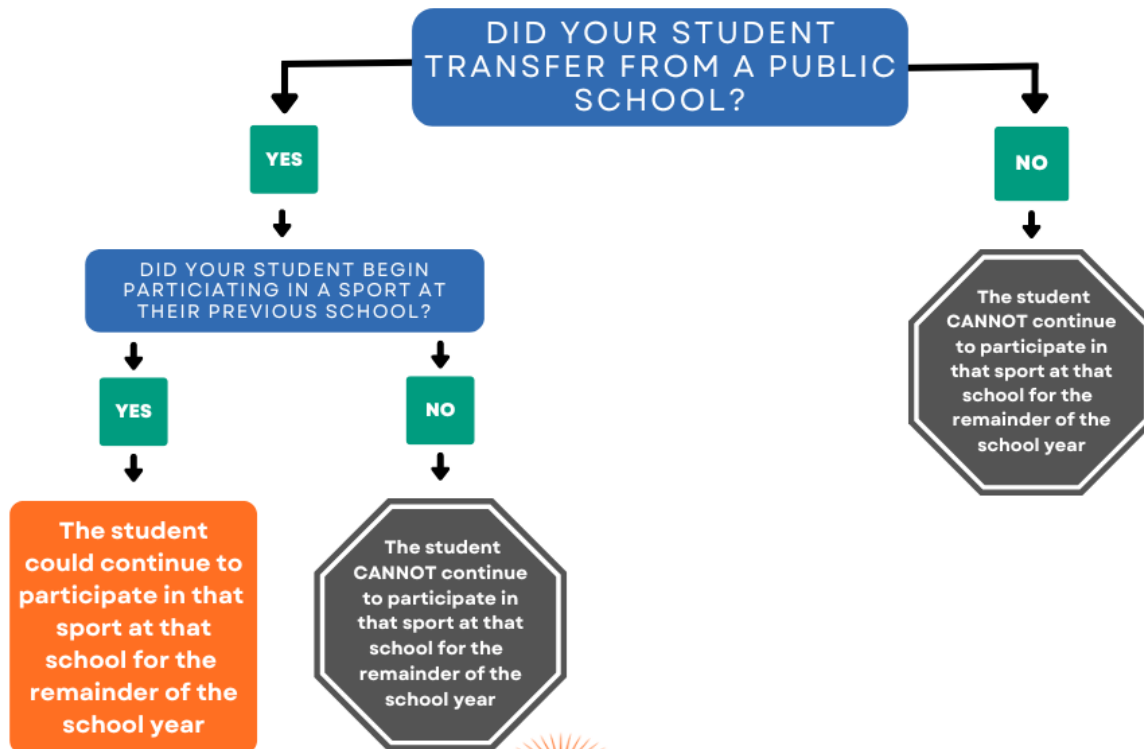 DID YOUR STUDENT
TRANSFER FROM A PUBLIC
SCHOOL?
YES
NO
DID YOUR STUDENT BEGIN
PARTICIATING IN A SPORT AT
THEIR PREVIOUS SCHOOL?
The student
CANNOT continue
to participate in
that sport at that
school for the
remainder of the
school year
YES
NO
The student
could continue to
participate in that
sport at that
school for the
remainder of the
school year
The student
CANNOT continue
to participate in
that sport at that
school for the
remainder of the
school year